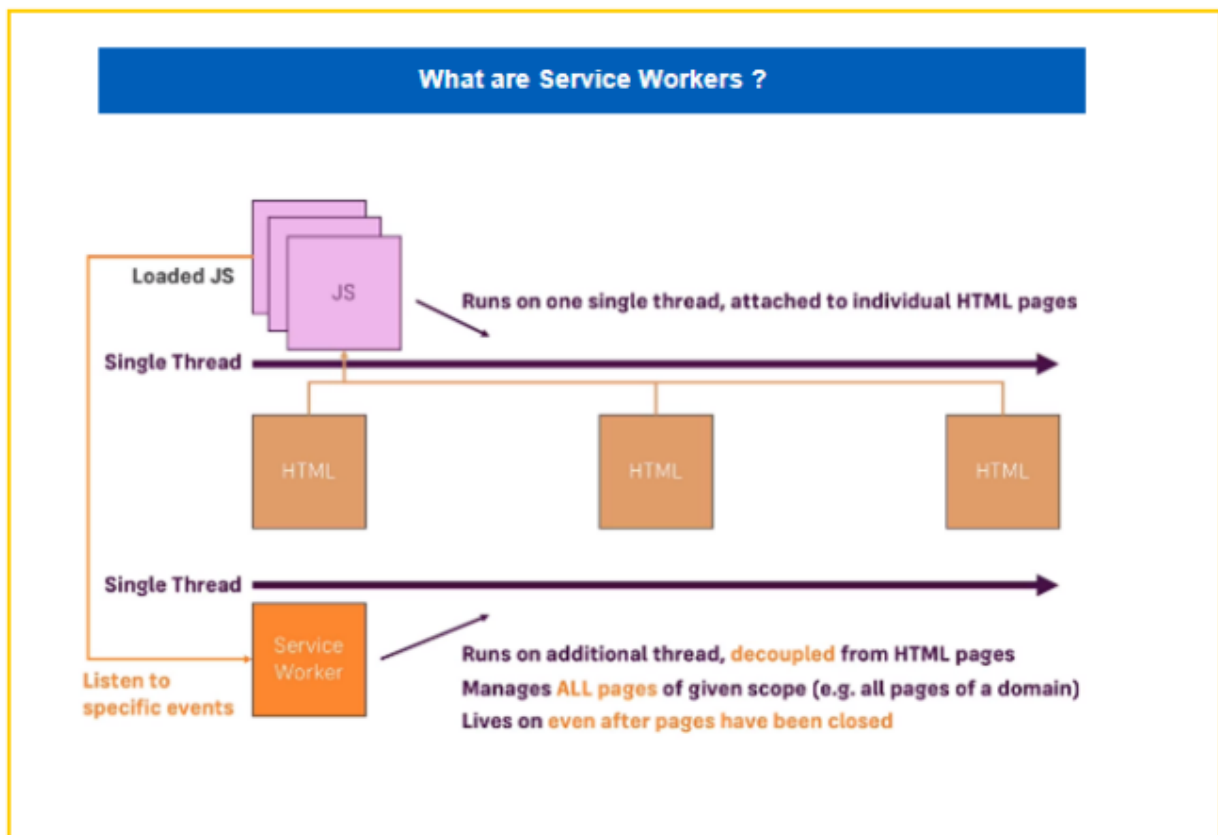 What are Service Workers ?
Loaded JS
JS
Runs on one single thread, attached to individual HTML pages
Single Thread
HTML
HTML
HTML
Single Thread
Service
Worker
Listen to
specific events
Runs on additional thread, decoupled from HTML pages
Manages ALL pages of given scope (e.g. all pages of a domain)
Lives on even after pages have been closed